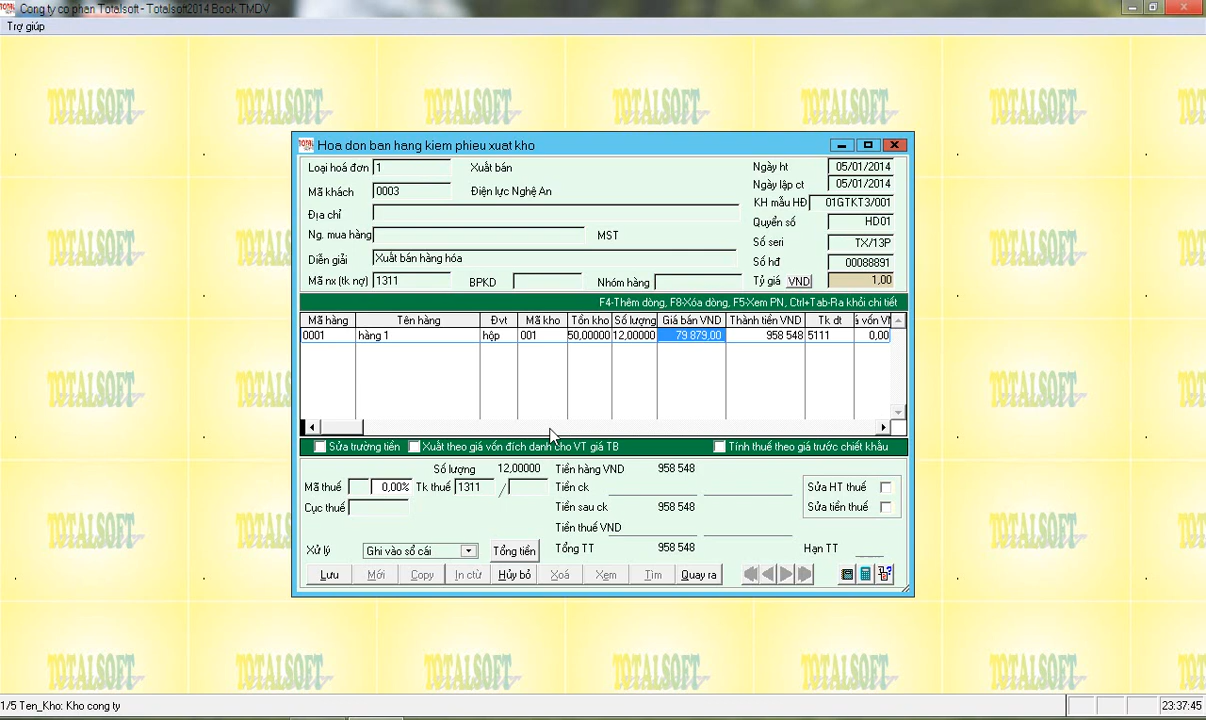 Cong ty co phan Totalsoft - Totalsoft2014 Book TMDV
Trợ giúp
Hoa don ban hang kiem phieu xuat kho
Loại hoá đơn 1 Xuất bán
Ngày ht 05/01/2014
Mã khách 0003 Điện lực Nghệ An
Ngày lập ct 05/01/2014
Địa chỉ
KH mẫu HĐ 01GTKT3/001
Ng. mua hàng MST
Quyển số HD01
Diễn giải Xuất bán hàng hóa
Số seri TX/13P
Số hđ 00088891
Mã nx (tk nợ) 1311 BPKD Nhóm hàng
Tỷ giá VND 1,00
F4-Thêm dòng, F8-Xóa dòng, F5-Xem PN, Ctrl+Tab-Ra khỏi chi tiết
Mã hàng Tên hàng Đvt Mã kho Tồn kho Số lượng Giá bán VND Thành tiền VND Tk dt
0001 hàng 1 hộp 001 50,00000 12,00000 79 879,00 958 548 5111 0,00
Sửa trường tiền Xuất theo giá vốn đích danh cho VT giá TB Tính thuế theo giá trước chiết khấu
Số lượng 12,00000 Tiền hàng VND 958 548
Mã thuế 0,00% Tk thuế 1311 / Tiền ck
Sửa HT thuế
Cục thuế Tiền sau ck 958 548
Sửa tiền thuế
Tiền thuế VND
Xử lý Ghi vào sổ cái Tổng tiền Tổng TT 958 548 Hạn TT
Lưu Mới Copy In ctừ Hủy bỏ Xoá Xem Tìm Quay ra
1/5 Ten_Kho: Kho cong ty
23:37:45